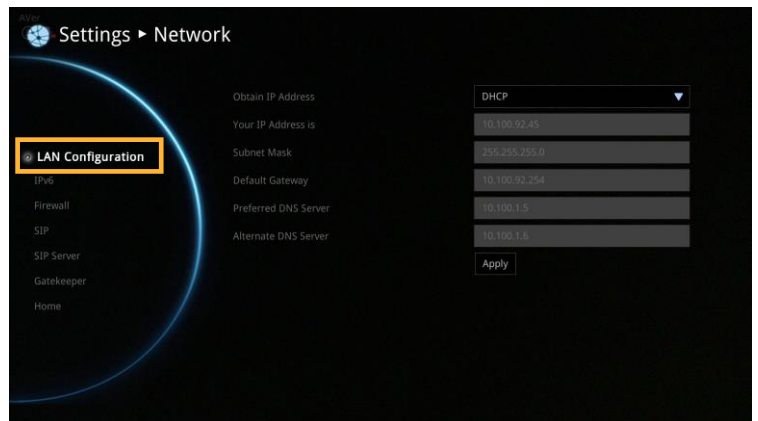 AVer
Settings ▸ Network
Obtain IP Address DHCP
Your IP Address is 10.100.92.45
LAN Configuration
Subnet Mask 255.255.255.0
IPv6
Default Gateway 10.100.92.254
Firewall
Preferred DNS Server 10.100.1.5
SIP
Alternate DNS Server 10.100.1.6
SIP Server
Apply
Gatekeeper
Home